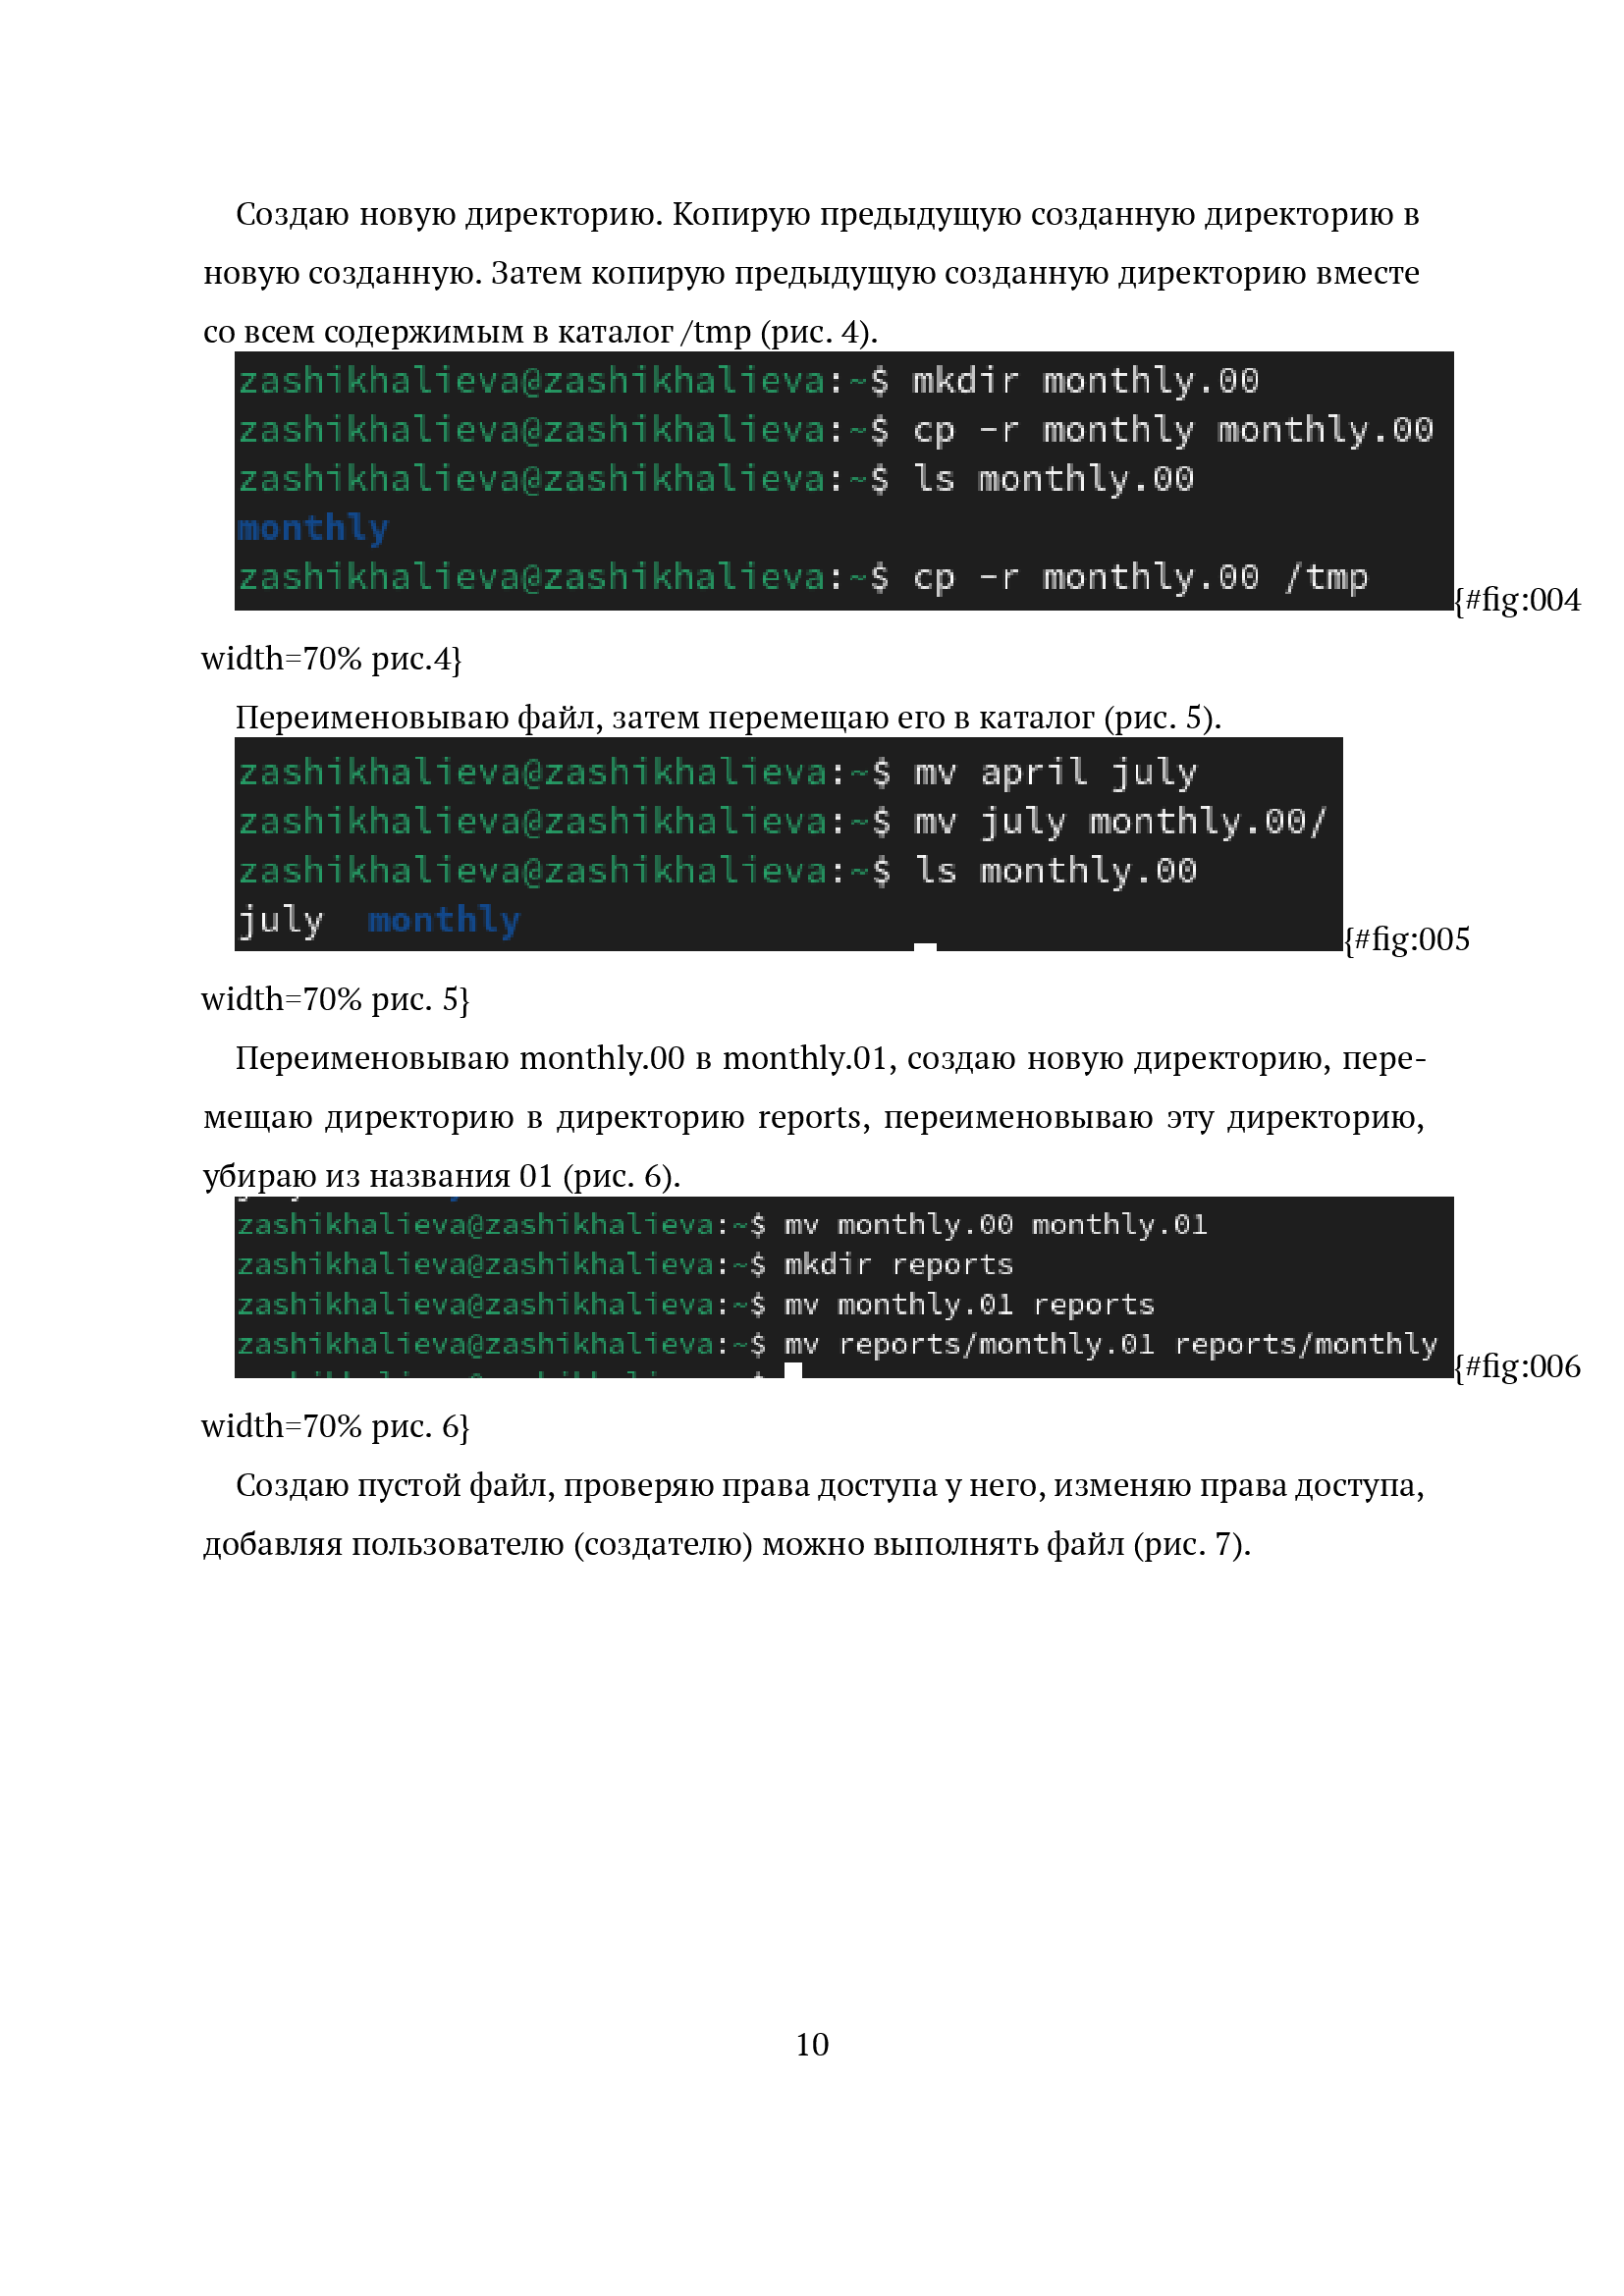 Создаю новую директорию. Копирую предыдущую созданную директорию в
новую созданную. Затем копирую предыдущую созданную директорию вместе
со всем содержимым в каталог /tmp (рис. 4).
zashikhalieva@zashikhalieva:~$ mkdir monthly.00
zashikhalieva@zashikhalieva:~$ cp -r monthly monthly.00
zashikhalieva@zashikhalieva:~$ ls monthly.00
monthly
zashikhalieva@zashikhalieva:~$ cp -r monthly.00 /tmp
{#fig:004
width=70% рис.4}
Переименовываю файл, затем перемещаю его в каталог (рис. 5).
zashikhalieva@zashikhalieva:~$ mv april july
zashikhalieva@zashikhalieva:~$ mv july monthly.00/
zashikhalieva@zashikhalieva:~$ ls monthly.00
july monthly
{#fig:005
width=70% рис. 5}
Переименовываю monthly.00 в monthly.01, создаю новую директорию, пере-
мещаю директорию в директорию reports, переименовываю эту директорию,
убираю из названия 01 (рис. 6).
zashikhalieva@zashikhalieva:~$ mv monthly.00 monthly.01
zashikhalieva@zashikhalieva:~$ mkdir reports
zashikhalieva@zashikhalieva:~$ mv monthly.01 reports
zashikhalieva@zashikhalieva:~$ mv reports/monthly.01 reports/monthly
{#fig:006
width=70% рис. 6}
Создаю пустой файл, проверяю права доступа у него, изменяю права доступа,
добавляя пользователю (создателю) можно выполнять файл (рис. 7).
10